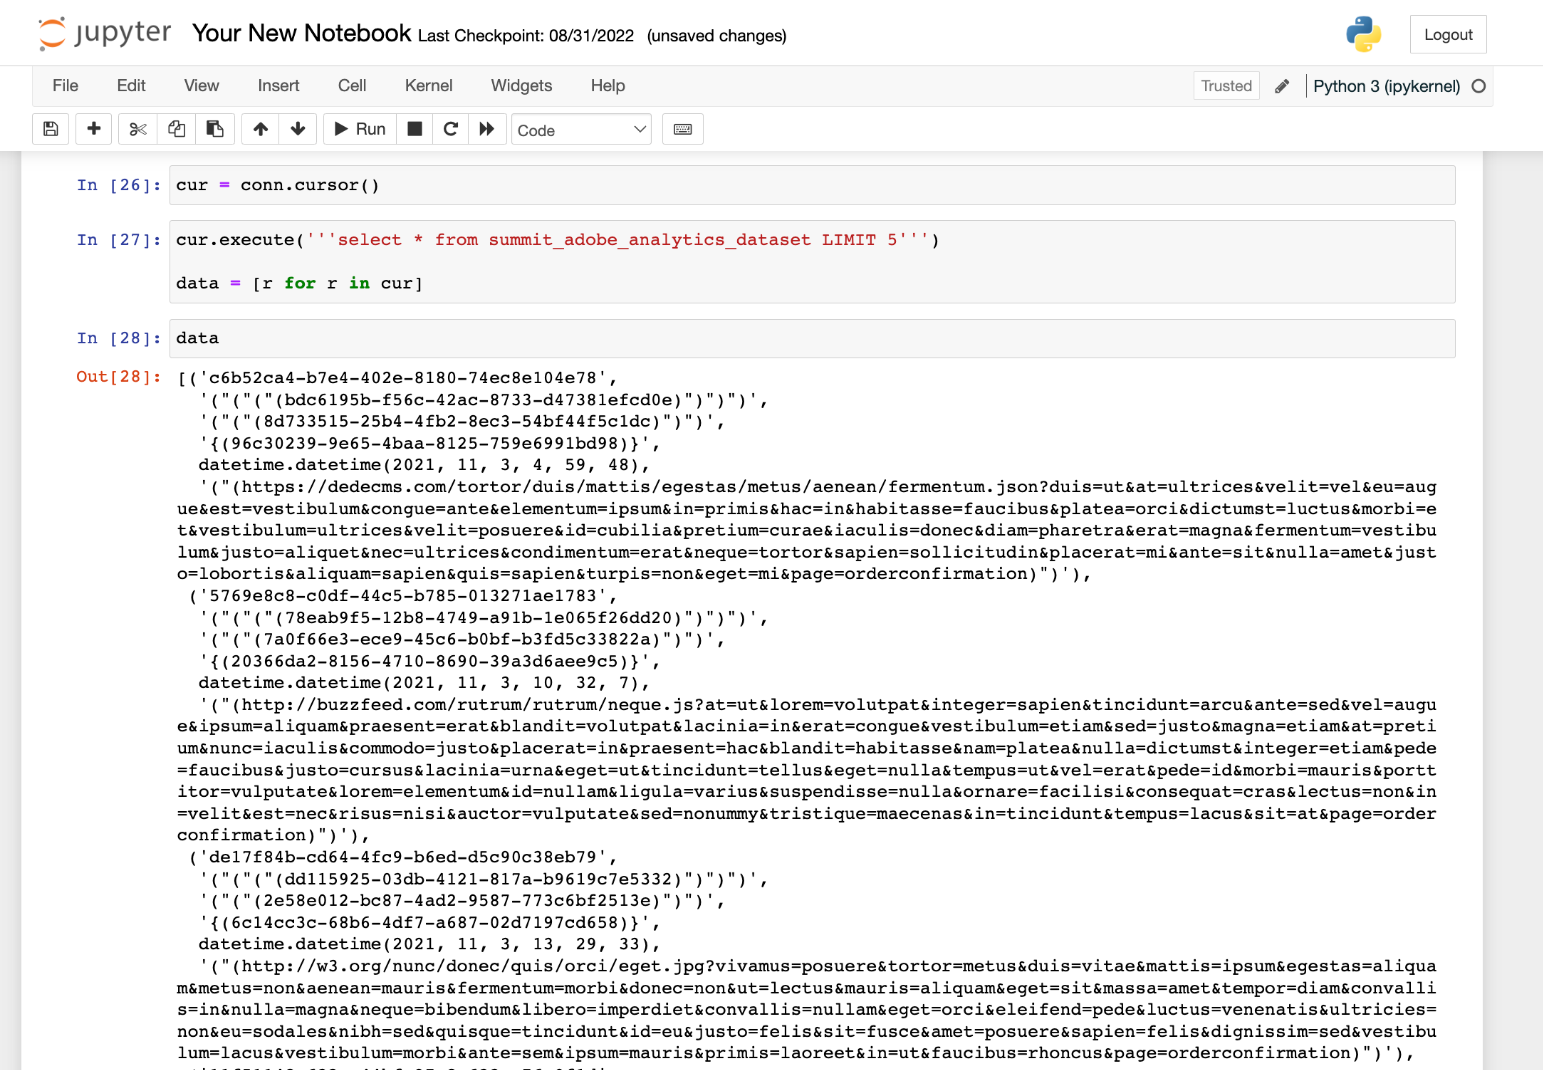 jupyter Your New Notebook Last Checkpoint: 08/31/2022 (unsaved changes) Logout
File Edit View Insert Cell Kernel Widgets Help Trusted Python 3 (ipykernel)
Run Code
In [26]: cur = conn.cursor()
In [27]: cur.execute('''select * from summit_adobe_analytics_dataset LIMIT 5''')
data = [r for r in cur]
In [28]: data
Out[28]: [('c6b52ca4-b7e4-402e-8180-74ec8e104e78',
'("("("(bdc6195b-f56c-42ac-8733-d47381efcd0e)")")")',
'("("(8d733515-25b4-4fb2-8ec3-54bf44f5c1dc)")")',
'{(96c30239-9e65-4baa-8125-759e6991bd98)}',
datetime.datetime(2021, 11, 3, 4, 59, 48),
'("(https://dedecms.com/tortor/duis/mattis/egestas/metus/aenean/fermentum.json?duis=ut&at=ultrices&velit=vel&eu=aug
ue&est=vestibulum&congue=ante&elementum=ipsum&in=primis&hac=in&habitasse=faucibus&platea=orci&dictumst=luctus&morbi=e
t&vestibulum=ultrices&velit=posuere&id=cubilia&pretium=curae&iaculis=donec&diam=pharetra&erat=magna&fermentum=vestibu
lum&justo=aliquet&nec=ultrices&condimentum=erat&neque=tortor&sapien=sollicitudin&placerat=mi&ante=sit&nulla=amet&just
o=lobortis&aliquam=sapien&quis=sapien&turpis=non&eget=mi&page=orderconfirmation)")'),
('5769e8c8-c0df-44c5-b785-013271ae1783',
'("("("(78eab9f5-12b8-4749-a91b-1e065f26dd20)")")")',
'("("(7a0f66e3-ece9-45c6-b0bf-b3fd5c33822a)")")',
'{(20366da2-8156-4710-8690-39a3d6aee9c5)}',
datetime.datetime(2021, 11, 3, 10, 32, 7),
'("(http://buzzfeed.com/rutrum/rutrum/neque.js?at=ut&lorem=volutpat&integer=sapien&tincidunt=arcu&ante=sed&vel=augu
e&ipsum=aliquam&praesent=erat&blandit=volutpat&lacinia=in&erat=congue&vestibulum=etiam&sed=justo&magna=etiam&at=preti
um&nunc=iaculis&commodo=justo&placerat=in&praesent=hac&blandit=habitasse&nam=platea&nulla=dictumst&integer=etiam&pede
=faucibus&justo=cursus&lacinia=urna&eget=ut&tincidunt=tellus&eget=nulla&tempus=ut&vel=erat&pede=id&morbi=mauris&portt
itor=vulputate&lorem=elementum&id=nullam&ligula=varius&suspendisse=nulla&ornare=facilisi&consequat=cras&lectus=non&in
=velit&est=nec&risus=nisi&auctor=vulputate&sed=nonummy&tristique=maecenas&in=tincidunt&tempus=lacus&sit=at&page=order
confirmation)")'),
('de17f84b-cd64-4fc9-b6ed-d5c90c38eb79',
'("("("(dd115925-03db-4121-817a-b9619c7e5332)")")")',
'("("(2e58e012-bc87-4ad2-9587-773c6bf2513e)")")',
'{(6c14cc3c-68b6-4df7-a687-02d7197cd658)}',
datetime.datetime(2021, 11, 3, 13, 29, 33),
'("(http://w3.org/nunc/donec/quis/orci/eget.jpg?vivamus=posuere&tortor=metus&duis=vitae&mattis=ipsum&egestas=aliqua
m&metus=non&aenean=mauris&fermentum=morbi&donec=non&ut=lectus&mauris=aliquam&eget=sit&massa=amet&tempor=diam&convalli
s=in&nulla=magna&neque=bibendum&libero=imperdiet&convallis=nullam&eget=orci&eleifend=pede&luctus=venenatis&ultricies=
non&eu=sodales&nibh=sed&quisque=tincidunt&id=eu&justo=felis&sit=fusce&amet=posuere&sapien=felis&dignissim=sed&vestibu
lum=lacus&vestibulum=morbi&ante=sem&ipsum=mauris&primis=laoreet&in=ut&faucibus=rhoncus&page=orderconfirmation)")'),